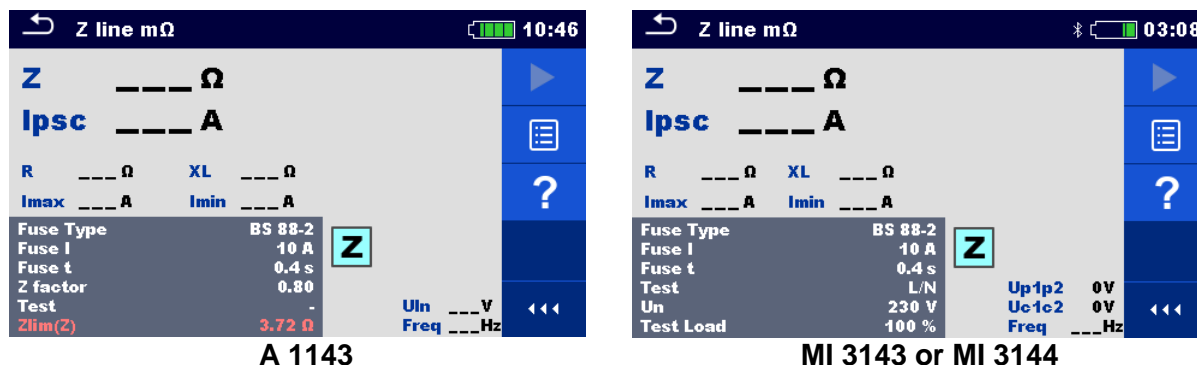 Z line mΩ 10:46
Z ___ Ω
Ipsc ___ A
R ___ Ω XL ___ Ω
Imax ___ A Imin ___ A
?
Fuse Type BS 88-2
Fuse I 10 A
Fuse t 0.4 s
Z factor 0.80
Test -
Zlim(Z) 3.72 Ω
Z
Uln ___V
Freq ___Hz
A 1143
Z line mΩ 03:08
Z ___ Ω
Ipsc ___ A
R ___ Ω XL ___ Ω
Imax ___ A Imin ___ A
?
Fuse Type BS 88-2
Fuse I 10 A
Fuse t 0.4 s
Test L/N
Un 230 V
Test Load 100 %
Z
Up1p2 0V
Uc1c2 0V
Freq ___Hz
MI 3143 or MI 3144